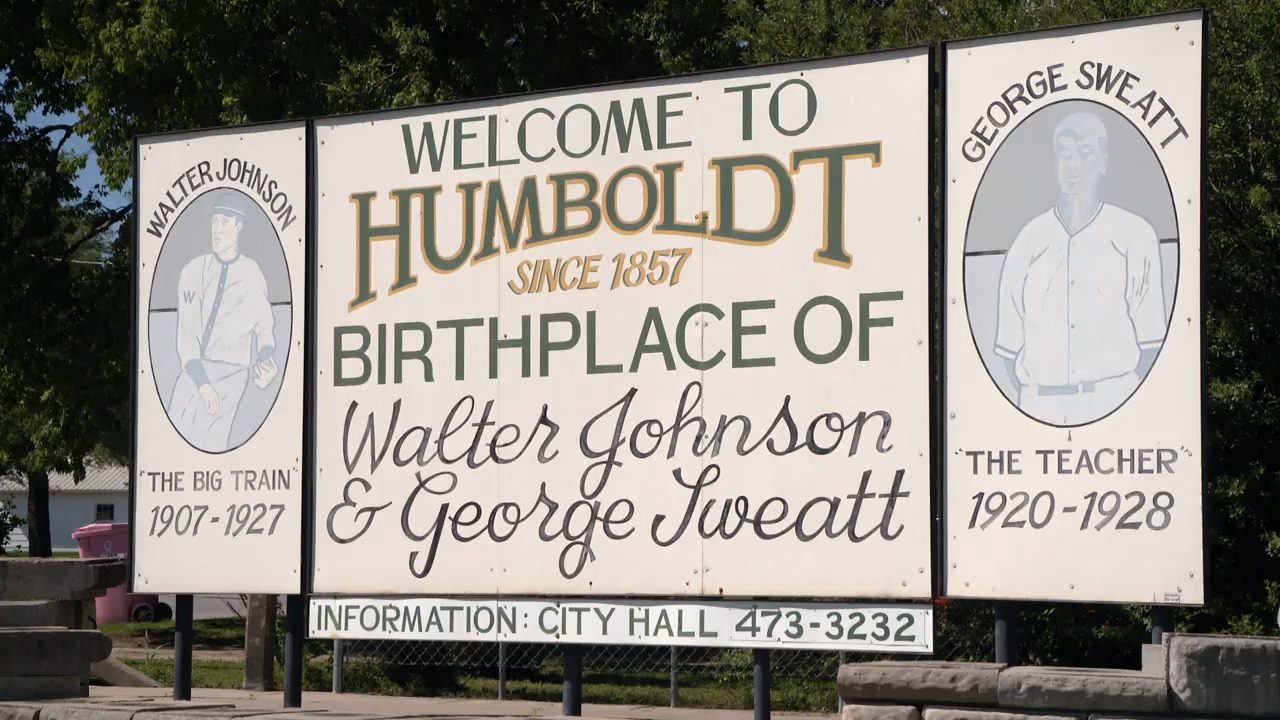 WALTER JOHNSON
W
"THE BIG TRAIN"
1907-1927
WELCOME TO
HUMBOLDT
SINCE 1857
BIRTHPLACE OF
Walter Johnson
& George Sweatt
INFORMATION: CITY HALL 473-3232
GEORGE SWEATT
"THE TEACHER"
1920-1928